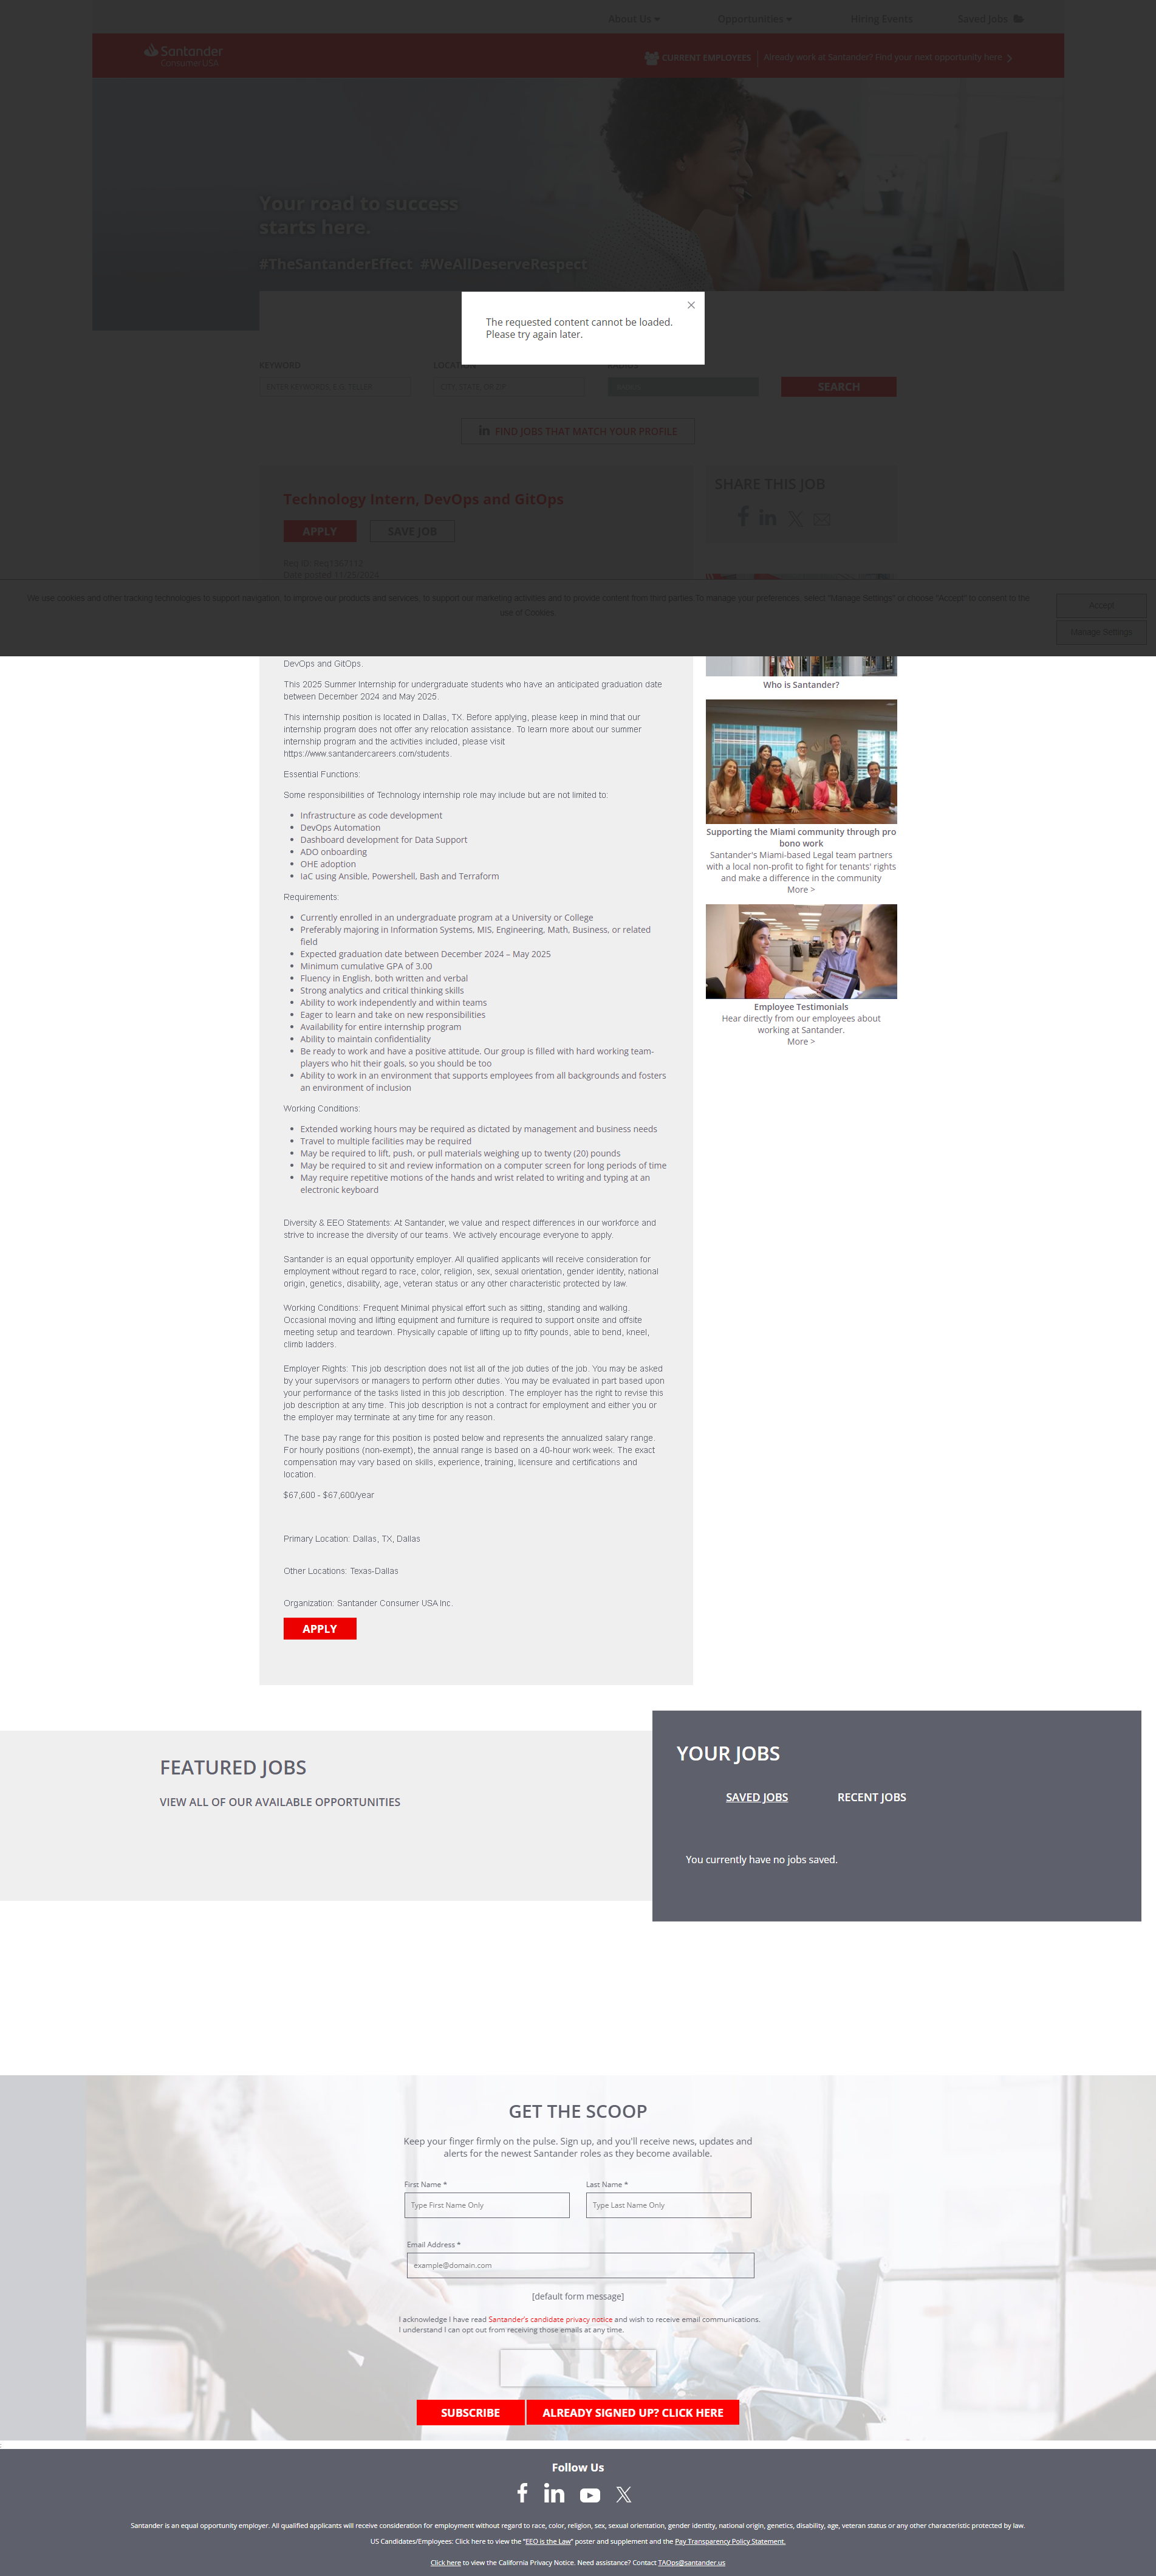 About Us
Opportunities
Hiring Events
Saved Jobs
Santander
Consumer USA
CURRENT EMPLOYEES
Already work at Santander? Find your next opportunity here
Your road to success
starts here.
#TheSantanderEffect #WeAllDeserveRespect
The requested content cannot be loaded.
Please try again later.
KEYWORD
LOCATION
ENTER KEYWORDS, E.G. TELLER
CITY, STATE, OR ZIP
SEARCH
in FIND JOBS THAT MATCH YOUR PROFILE
Technology Intern, DevOps and GitOps
APPLY
SAVE JOB
SHARE THIS JOB
We use cookies and other tracking technologies to support navigation, to improve our products and services, to support our marketing activities and to provide content from third parties. To manage your preferences, select "Manage Settings" or choose "Accept" to consent to the
use of Cookies.
Accept
Manage Settings
DevOps and GitOps.
This 2025 Summer Internship for undergraduate students who have an anticipated graduation date
between December 2024 and May 2025.
This internship position is located in Dallas, TX. Before applying, please keep in mind that our
internship program does not offer any relocation assistance. To learn more about our summer
internship program and the activities included, please visit
https://www.santandercareers.com/students.
Essential Functions:
Some responsibilities of Technology internship role may include but are not limited to:
Infrastructure as code development
DevOps Automation
Dashboard development for Data Support
ADO onboarding
OHE adoption
IaC using Ansible, Powershell, Bash and Terraform
Requirements:
Currently enrolled in an undergraduate program at a University or College
Preferably majoring in Information Systems, MIS, Engineering, Math, Business, or related
field
Expected graduation date between December 2024 – May 2025
Minimum cumulative GPA of 3.00
Fluency in English, both written and verbal
Strong analytics and critical thinking skills
Ability to work independently and within teams
Eager to learn and take on new responsibilities
Availability for entire internship program
Ability to maintain confidentiality
Be ready to work and have a positive attitude. Our group is filled with hard working team-
players who hit their goals, so you should be too
Ability to work in an environment that supports employees from all backgrounds and fosters
an environment of inclusion
Working Conditions:
Extended working hours may be required as dictated by management and business needs
Travel to multiple facilities may be required
May be required to lift, push, or pull materials weighing up to twenty (20) pounds
May be required to sit and review information on a computer screen for long periods of time
May require repetitive motions of the hands and wrist related to writing and typing at an
electronic keyboard
Diversity & EEO Statements: At Santander, we value and respect differences in our workforce and
strive to increase the diversity of our teams. We actively encourage everyone to apply.
Santander is an equal opportunity employer. All qualified applicants will receive consideration for
employment without regard to race, color, religion, sex, sexual orientation, gender identity, national
origin, genetics, disability, age, veteran status or any other characteristic protected by law.
Working Conditions: Frequent Minimal physical effort such as sitting, standing and walking.
Occasional moving and lifting equipment and furniture is required to support onsite and offsite
meeting setup and teardown. Physically capable of lifting up to fifty pounds, able to bend, kneel,
climb ladders.
Employer Rights: This job description does not list all of the job duties of the job. You may be asked
by your supervisors or managers to perform other duties. You may be evaluated in part based upon
your performance of the tasks listed in this job description. The employer has the right to revise this
job description at any time. This job description is not a contract for employment and either you or
the employer may terminate at any time for any reason.
The base pay range for this position is posted below and represents the annualized salary range.
For hourly positions (non-exempt), the annual range is based on a 40-hour work week. The exact
compensation may vary based on skills, experience, training, licensure and certifications and
location.
$67,600 - $67,600/year
Primary Location: Dallas, TX, Dallas
Other Locations: Texas-Dallas
Organization: Santander Consumer USA Inc.
APPLY
Who is Santander?
Supporting the Miami community through pro
bono work
Santander's Miami-based Legal team partners
with a local non-profit to fight for tenants' rights
and make a difference in the community
More >
Employee Testimonials
Hear directly from our employees about
working at Santander.
More >
FEATURED JOBS
VIEW ALL OF OUR AVAILABLE OPPORTUNITIES
YOUR JOBS
SAVED JOBS
RECENT JOBS
You currently have no jobs saved.
GET THE SCOOP
Keep your finger firmly on the pulse. Sign up, and you'll receive news, updates and
alerts for the newest Santander roles as they become available.
First Name *
Last Name *
Type First Name Only
Type Last Name Only
Email Address *
example@domain.com
[default form message]
I acknowledge I have read Santander's candidate privacy notice and wish to receive email communications.
I understand I can opt out from receiving those emails at any time.
SUBSCRIBE
ALREADY SIGNED UP? CLICK HERE
Follow Us
Santander is an equal opportunity employer. All qualified applicants will receive consideration for employment without regard to race, color, religion, sex, sexual orientation, gender identity, national origin, genetics, disability, age, veteran status or any other characteristic protected by law.
US Candidates/Employees: Click here to view the "EEO is the Law" poster and supplement and the Pay Transparency Policy Statement.
Click here to view the California Privacy Notice. Need assistance? Contact TAOps@santander.us